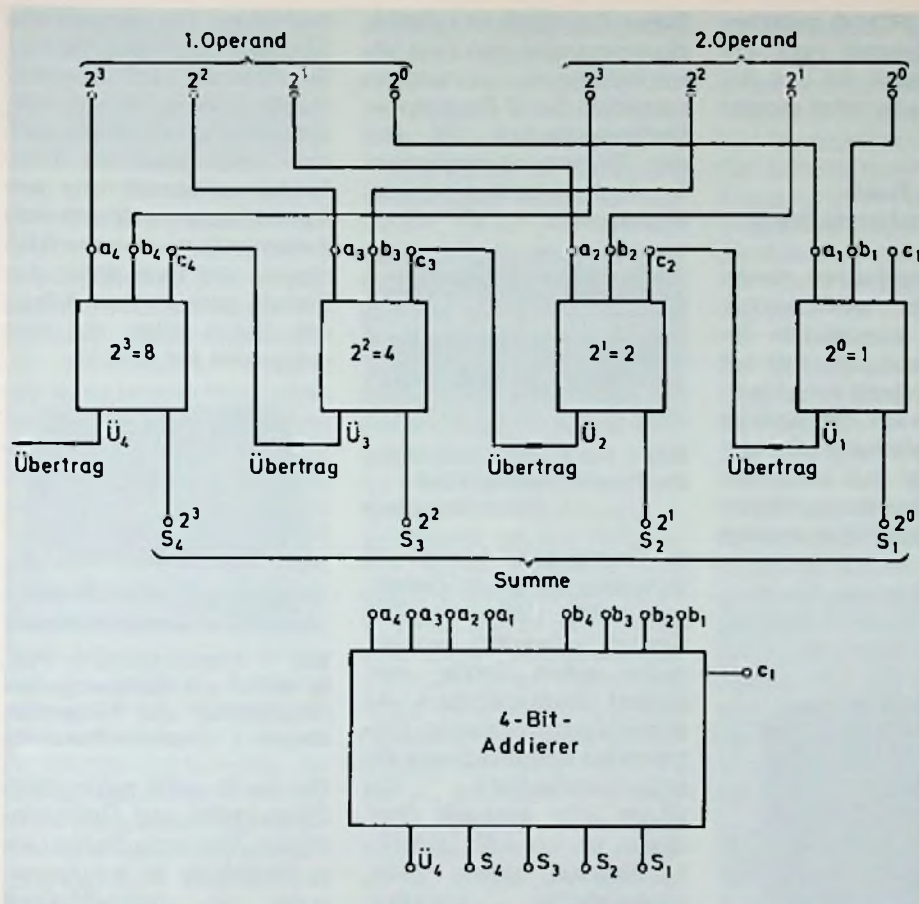 1.Operand 2.Operand
2³ 2² 2¹ 2⁰ 2³ 2² 2¹ 2⁰
a₄ b₄ c₄ a₃ b₃ c₃ a₂ b₂ c₂ a₁ b₁ c₁
2³=8 2²=4 2¹=2 2⁰=1
Ü₄ Ü₃ Ü₂ Ü₁
Übertrag Übertrag Übertrag Übertrag
2³ 2² 2¹ 2⁰
S₄ S₃ S₂ S₁
Summe
a₄ a₃ a₂ a₁ b₄ b₃ b₂ b₁
c₁
4-Bit-
Addierer
Ü₄ S₄ S₃ S₂ S₁